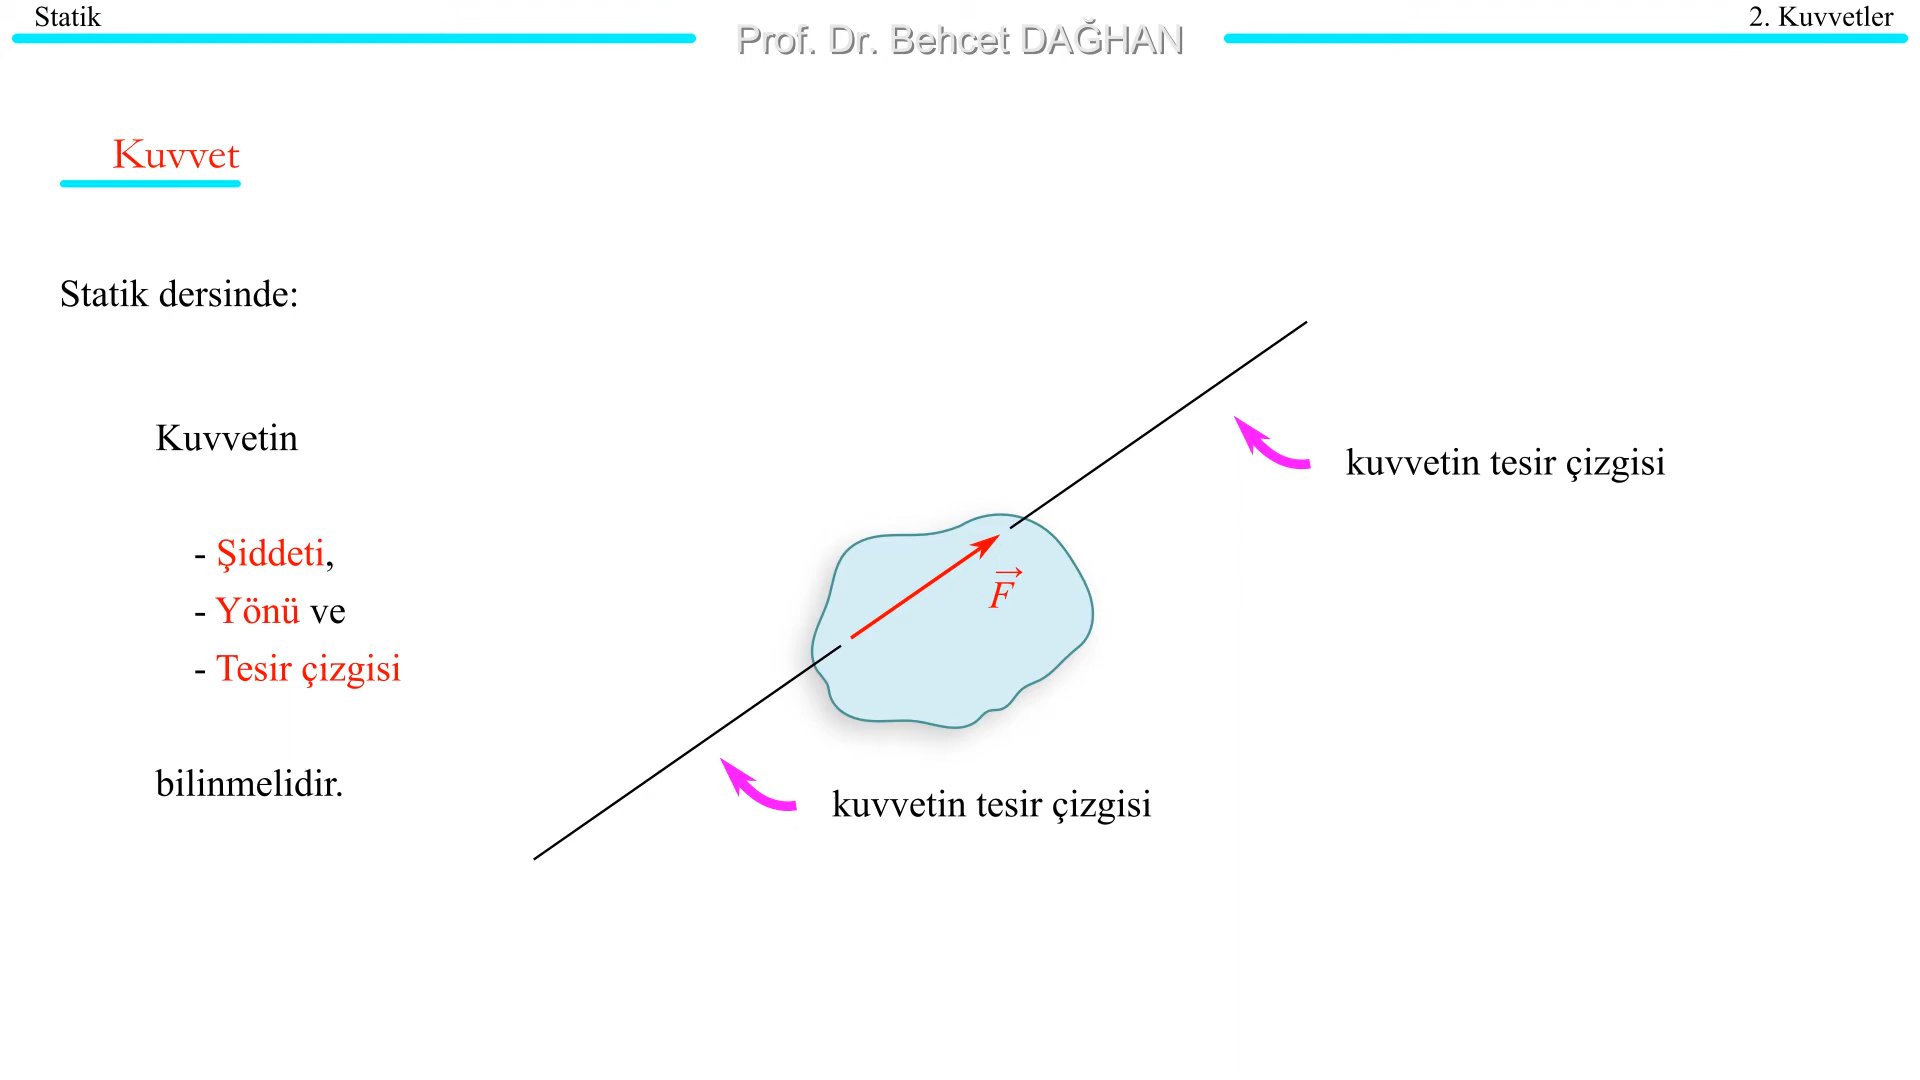 Statik
Prof. Dr. Behcet DAĞHAN
2. Kuvvetler
Kuvvet
Statik dersinde:
Kuvvetin
- Şiddeti,
- Yönü ve
- Tesir çizgisi
bilinmelidir.
kuvvetin tesir çizgisi
F
kuvvetin tesir çizgisi